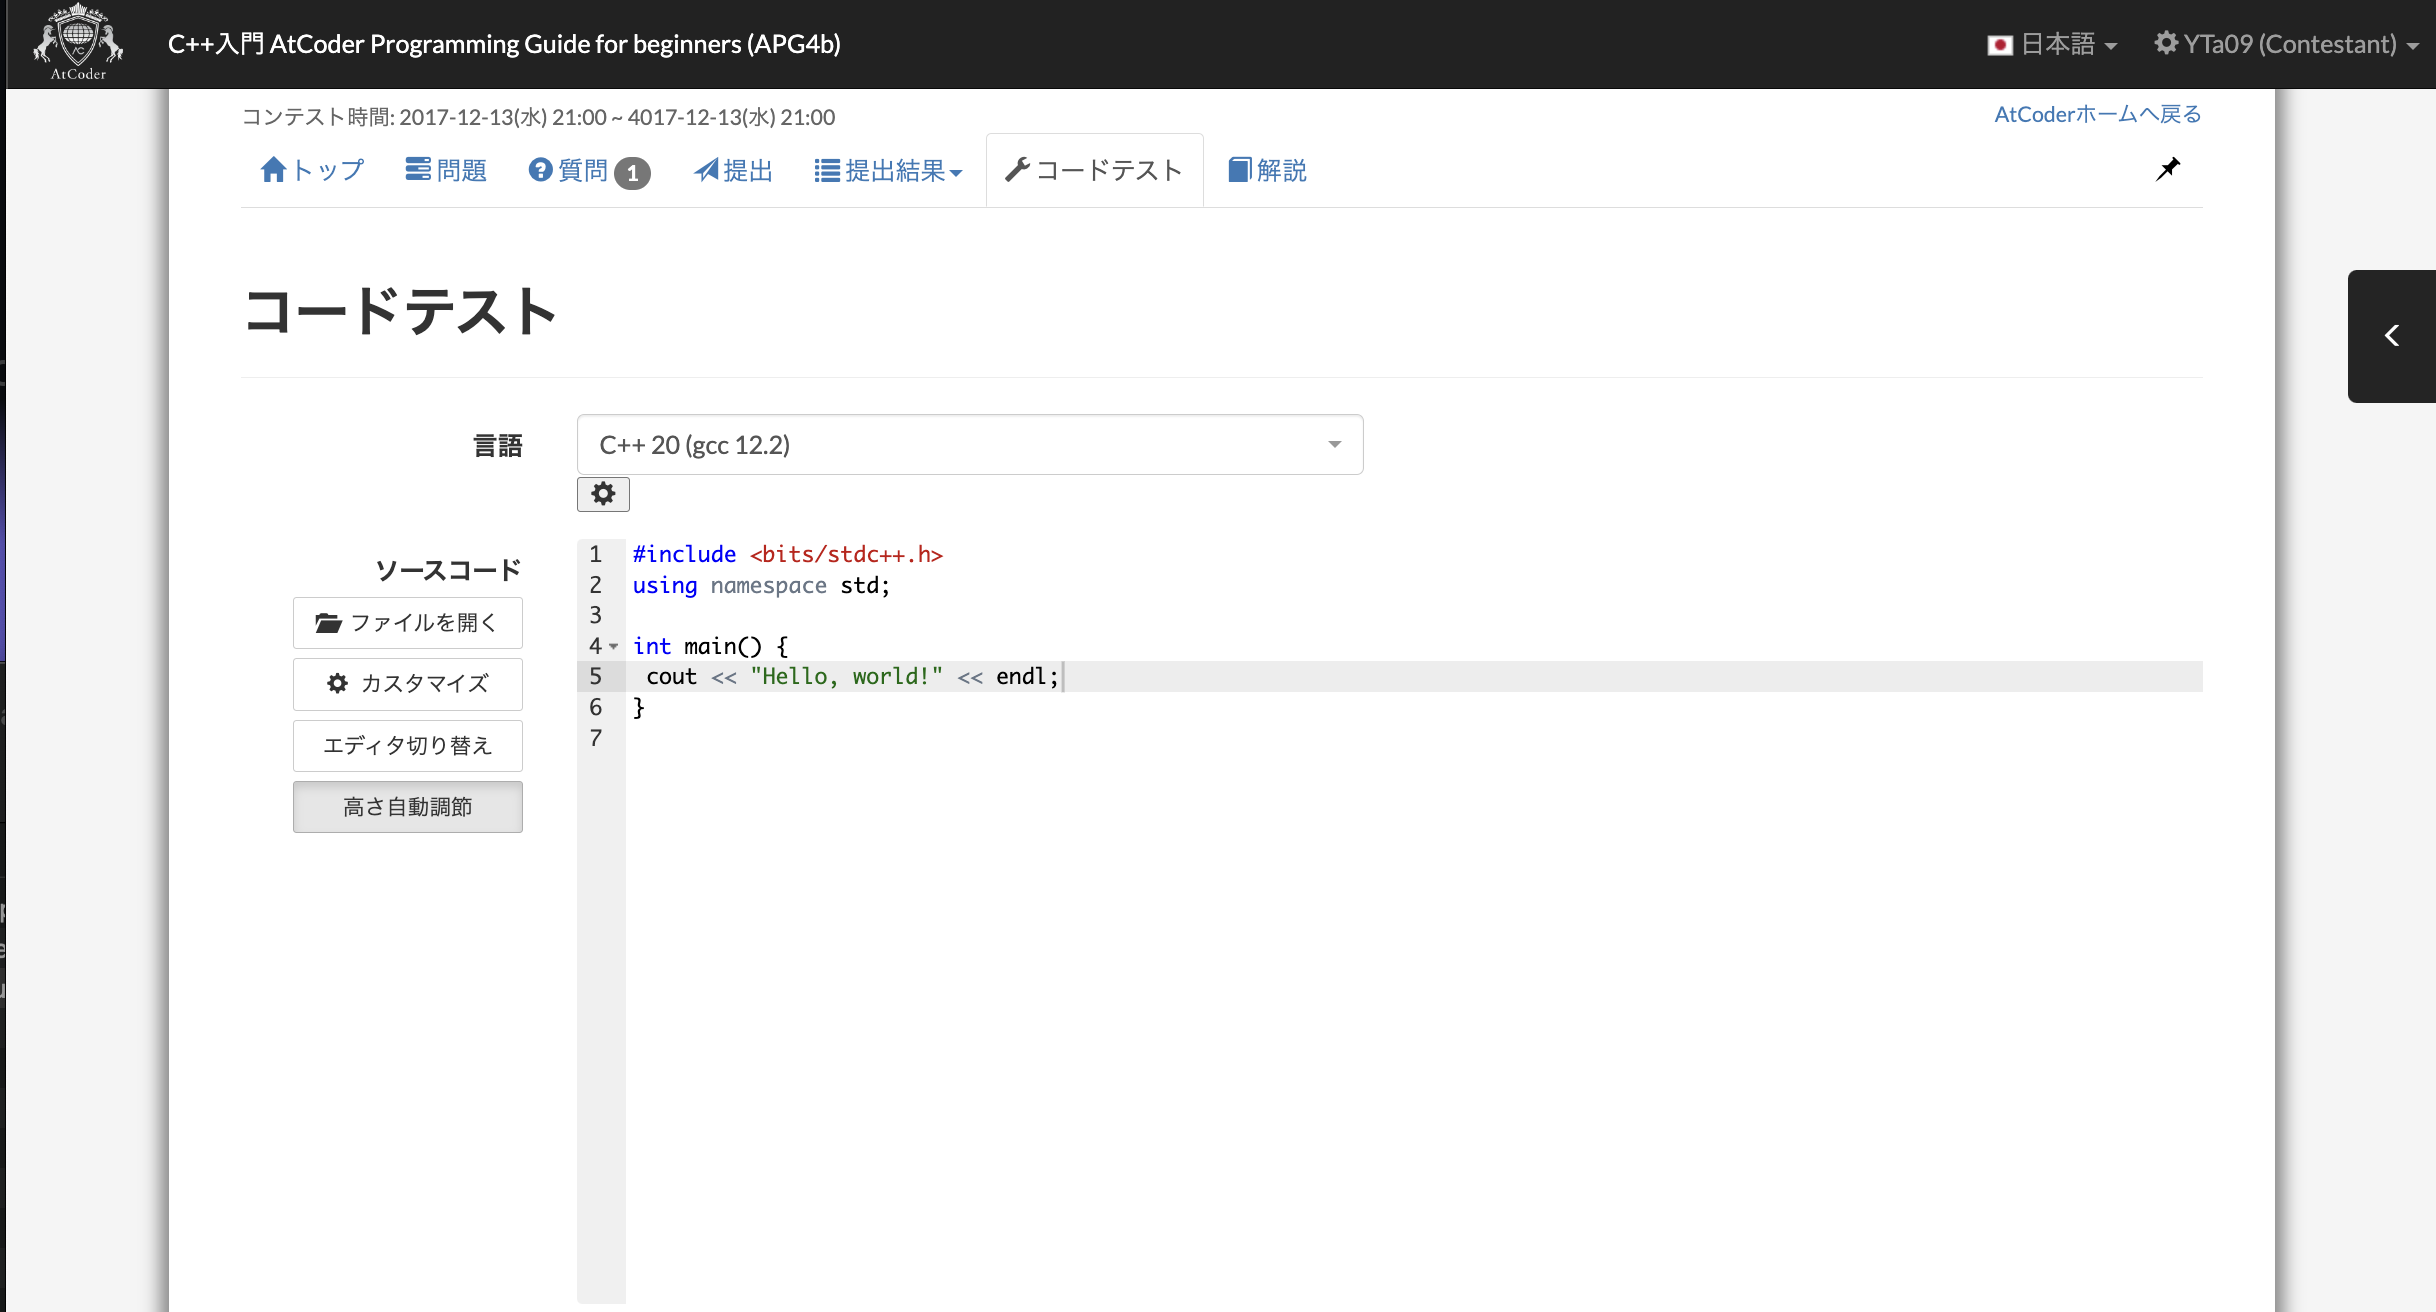 AtCoder
C++入門 AtCoder Programming Guide for beginners (APG4b)
日本語
YTa09 (Contestant)
コンテスト時間: 2017-12-13(水) 21:00 ~ 4017-12-13(水) 21:00
AtCoderホームへ戻る
トップ
問題
質問 1
提出
提出結果
コードテスト
解説
コードテスト
言語
C++ 20 (gcc 12.2)
ソースコード
ファイルを開く
カスタマイズ
エディタ切り替え
高さ自動調節
1 #include <bits/stdc++.h>
2 using namespace std;
3
4 int main() {
5  cout << "Hello, world!" << endl;
6 }
7